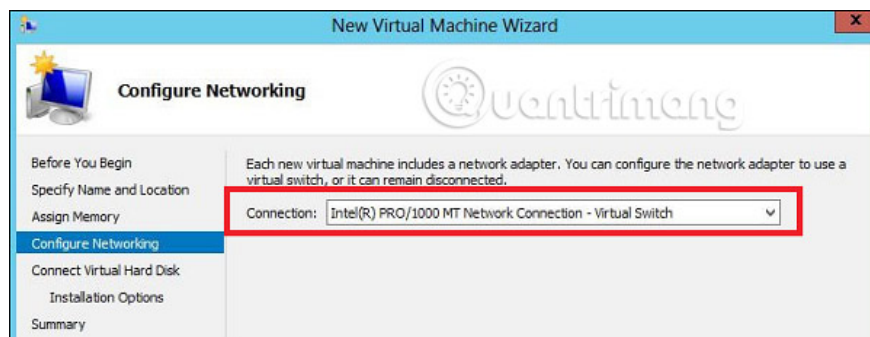 New Virtual Machine Wizard
x
Configure Networking
Quantrimang
Before You Begin
Specify Name and Location
Assign Memory
Configure Networking
Connect Virtual Hard Disk
Installation Options
Summary
Each new virtual machine includes a network adapter. You can configure the network adapter to use a
virtual switch, or it can remain disconnected.
Connection: Intel(R) PRO/1000 MT Network Connection - Virtual Switch